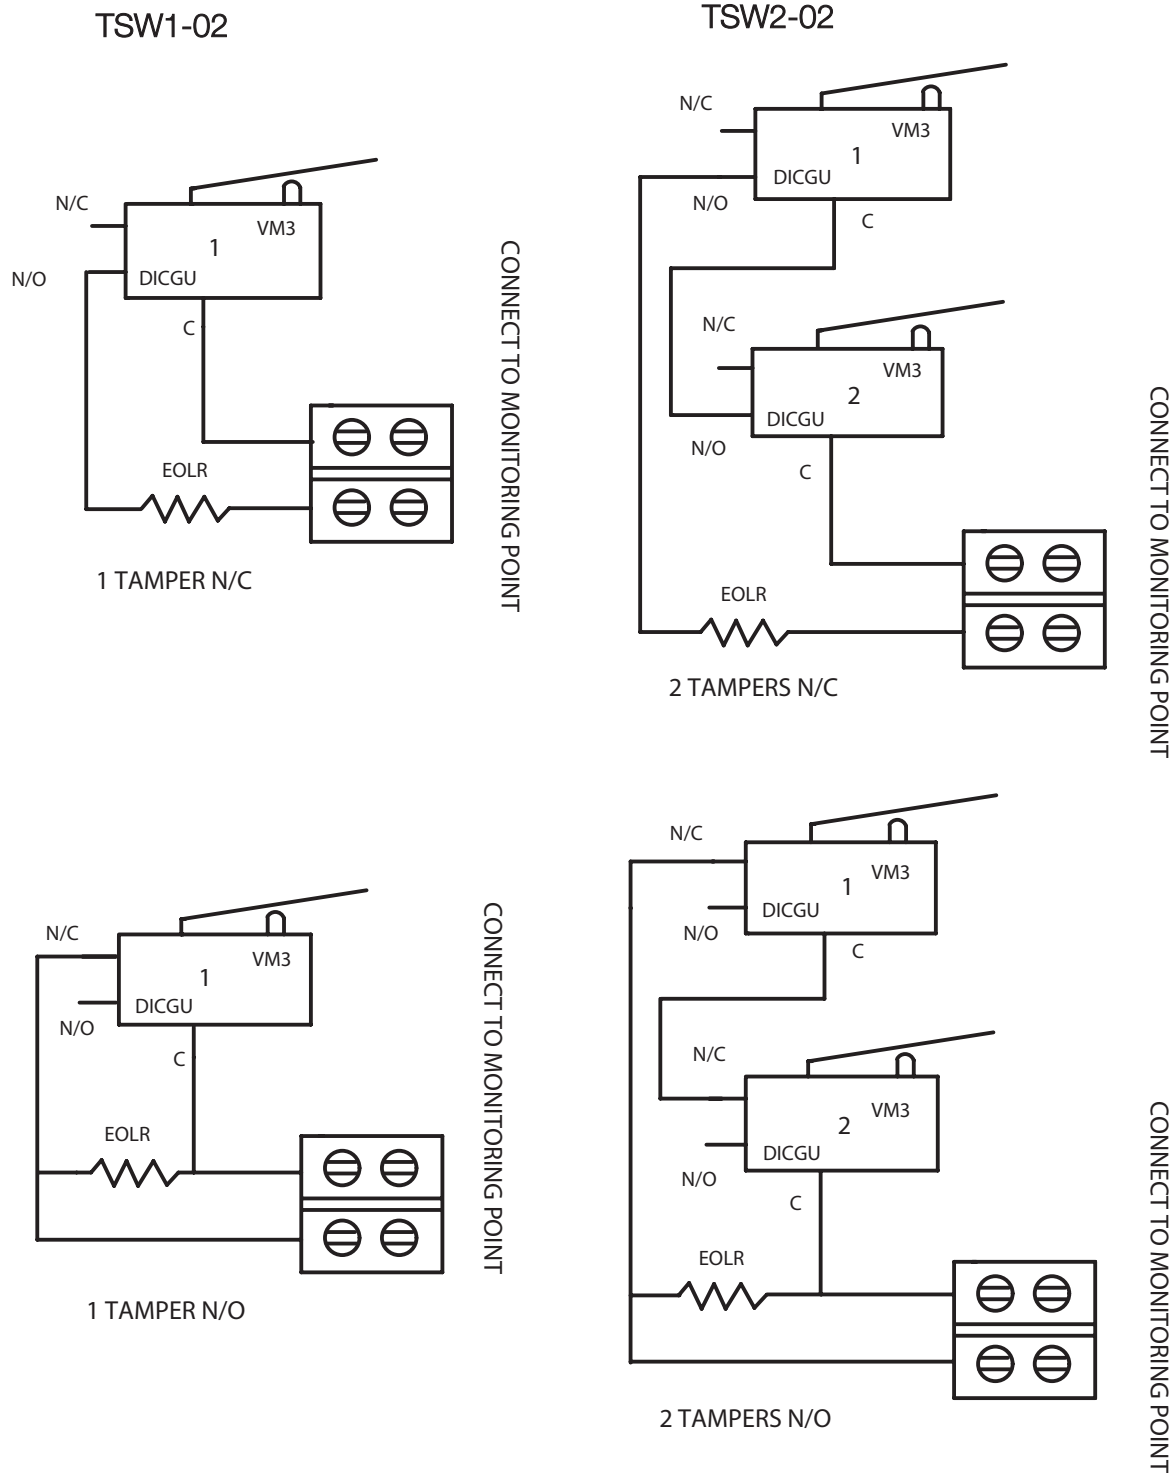 TSW1-02
N/C
VM3
1
N/O
DICGU
C
EOLR
1 TAMPER N/C
CONNECT TO MONITORING POINT
TSW2-02
N/C
VM3
1
DICGU
N/O
C
N/C
VM3
2
DICGU
N/O
C
EOLR
2 TAMPERS N/C
CONNECT TO MONITORING POINT
N/C
VM3
1
DICGU
N/O
C
EOLR
1 TAMPER N/O
CONNECT TO MONITORING POINT
N/C
VM3
1
DICGU
N/O
C
N/C
VM3
2
DICGU
N/O
C
EOLR
2 TAMPERS N/O
CONNECT TO MONITORING POINT